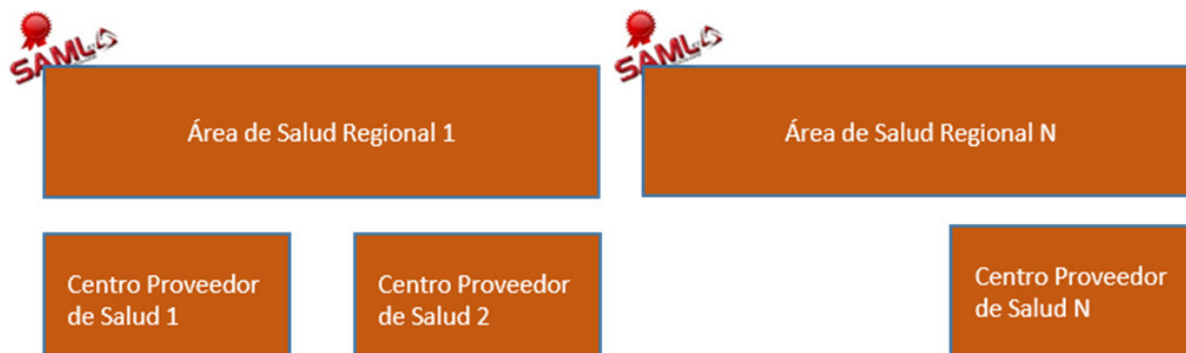 SAML
SAML
Área de Salud Regional 1
Área de Salud Regional N
Centro Proveedor
de Salud 1
Centro Proveedor
de Salud 2
Centro Proveedor
de Salud N